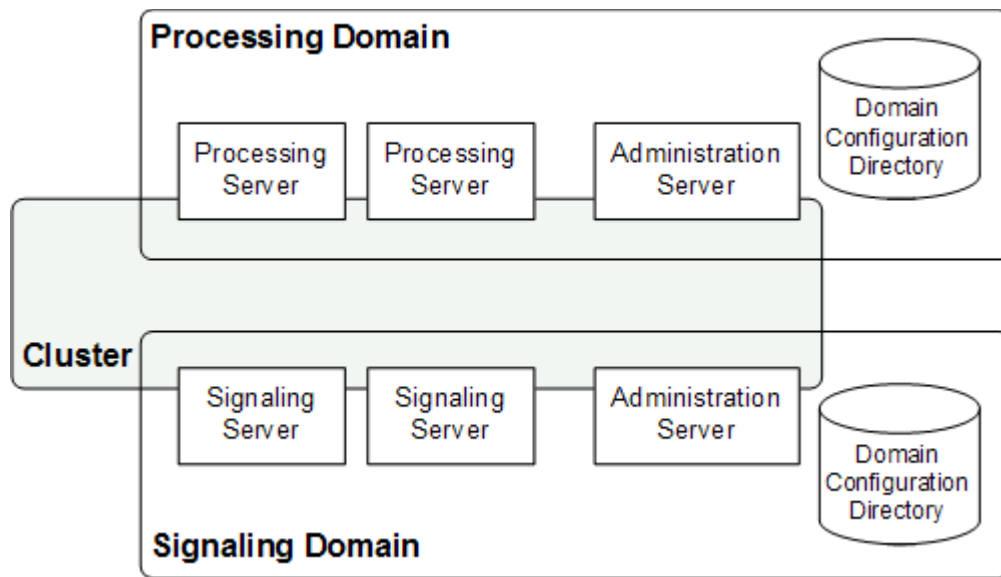 Processing Domain
Domain
Configuration
Directory
Processing
Server
Processing
Server
Administration
Server
Cluster
Signaling
Server
Signaling
Server
Administration
Server
Domain
Configuration
Directory
Signaling Domain